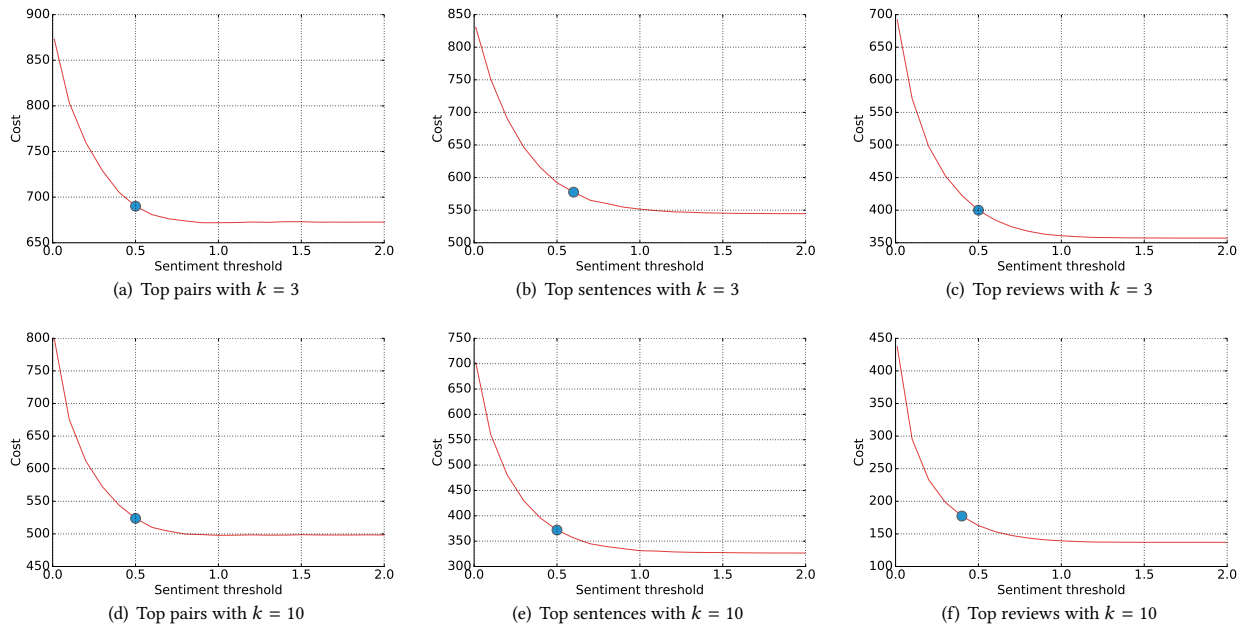 900
850
800
750
700
650
Cost
0.0 0.5 1.0 1.5 2.0
Sentiment threshold
(a) Top pairs with k = 3
850
800
750
700
650
600
550
500
Cost
0.0 0.5 1.0 1.5 2.0
Sentiment threshold
(b) Top sentences with k = 3
700
650
600
550
500
450
400
350
Cost
0.0 0.5 1.0 1.5 2.0
Sentiment threshold
(c) Top reviews with k = 3
800
750
700
650
600
550
500
450
Cost
0.0 0.5 1.0 1.5 2.0
Sentiment threshold
(d) Top pairs with k = 10
750
700
650
600
550
500
450
400
350
300
Cost
0.0 0.5 1.0 1.5 2.0
Sentiment threshold
(e) Top sentences with k = 10
450
400
350
300
250
200
150
100
Cost
0.0 0.5 1.0 1.5 2.0
Sentiment threshold
(f) Top reviews with k = 10